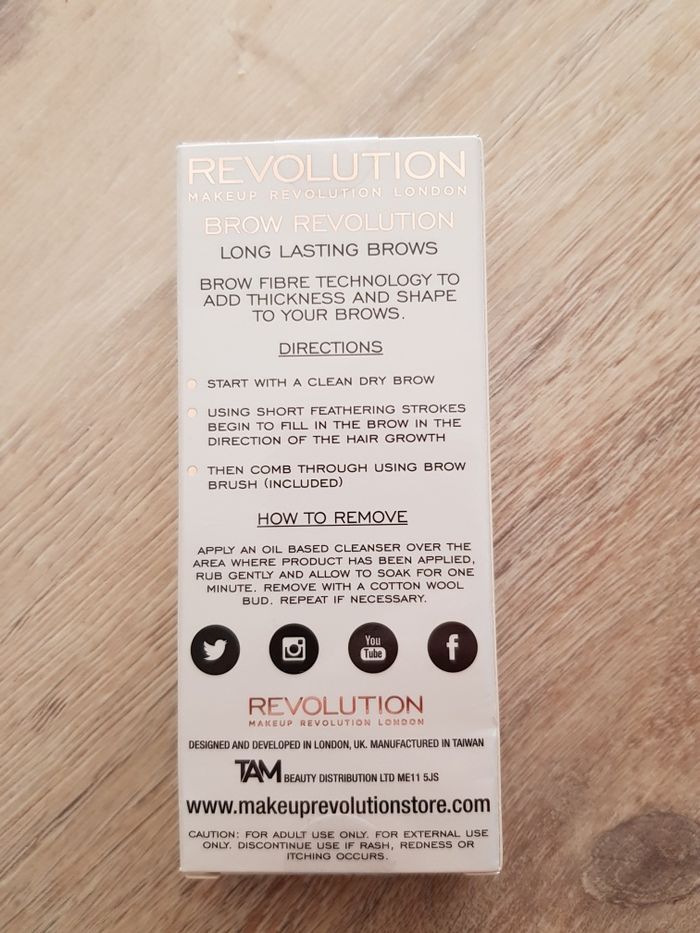 REVOLUTION
MAKEUP REVOLUTION LONDON
BROW REVOLUTION
LONG LASTING BROWS
BROW FIBRE TECHNOLOGY TO
ADD THICKNESS AND SHAPE
TO YOUR BROWS.
DIRECTIONS
START WITH A CLEAN DRY BROW
USING SHORT FEATHERING STROKES
BEGIN TO FILL IN THE BROW IN THE
DIRECTION OF THE HAIR GROWTH
THEN COMB THROUGH USING BROW
BRUSH (INCLUDED)
HOW TO REMOVE
APPLY AN OIL BASED CLEANSER OVER THE
AREA WHERE PRODUCT HAS BEEN APPLIED,
RUB GENTLY AND ALLOW TO SOAK FOR ONE
MINUTE. REMOVE WITH A COTTON WOOL
BUD. REPEAT IF NECESSARY.
You
Tube
f
REVOLUTION
MAKEUP REVOLUTION LONDON
DESIGNED AND DEVELOPED IN LONDON, UK. MANUFACTURED IN TAIWAN
TAM BEAUTY DISTRIBUTION LTD ME11 5JS
www.makeuprevolutionstore.com
CAUTION: FOR ADULT USE ONLY. FOR EXTERNAL USE
ONLY. DISCONTINUE USE IF RASH, REDNESS OR
ITCHING OCCURS.